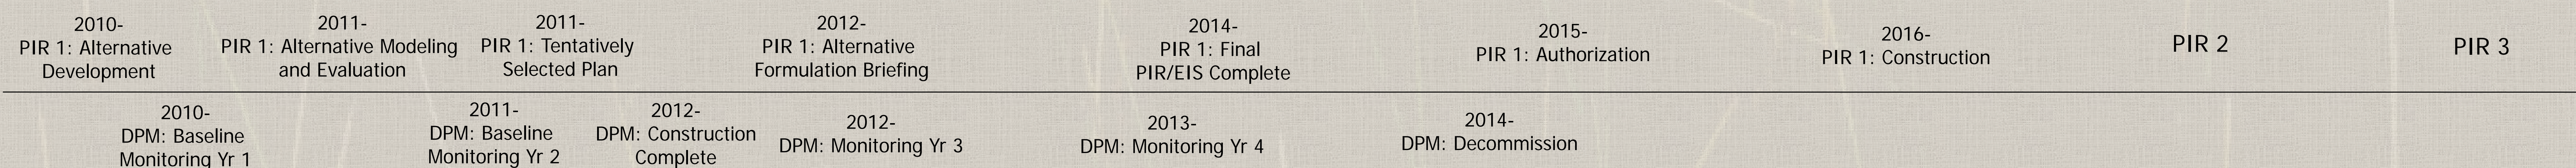 2010-
PIR 1: Alternative
Development
2011-
PIR 1: Alternative Modeling
and Evaluation
2011-
PIR 1: Tentatively
Selected Plan
2012-
PIR 1: Alternative
Formulation Briefing
2014-
PIR 1: Final
PIR/EIS Complete
2015-
PIR 1: Authorization
2016-
PIR 1: Construction
PIR 2
PIR 3
2010-
DPM: Baseline
Monitoring Yr 1
2011-
DPM: Baseline
Monitoring Yr 2
2012-
DPM: Construction
Complete
2012-
DPM: Monitoring Yr 3
2013-
DPM: Monitoring Yr 4
2014-
DPM: Decommission